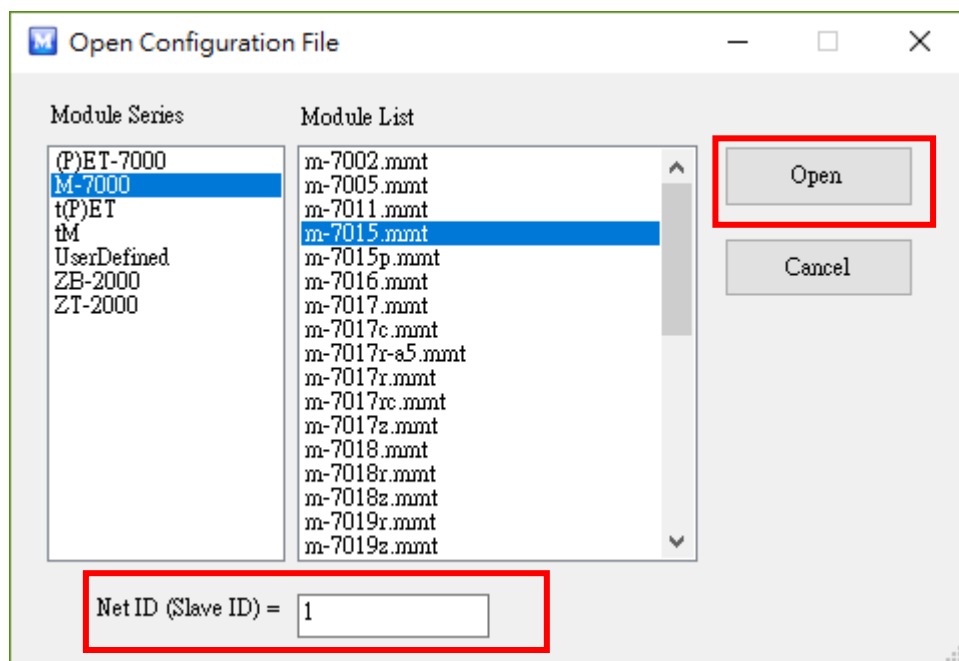 M Open Configuration File
Module Series
Module List
(P)ET-7000
M-7000
t(P)ET
tM
UserDefined
ZB-2000
ZT-2000
m-7002.mmt
m-7005.mmt
m-7011.mmt
m-7015.mmt
m-7015p.mmt
m-7016.mmt
m-7017.mmt
m-7017c.mmt
m-7017r-a5.mmt
m-7017r.mmt
m-7017rc.mmt
m-7017z.mmt
m-7018.mmt
m-7018r.mmt
m-7018z.mmt
m-7019r.mmt
m-7019z.mmt
Open
Cancel
Net ID (Slave ID) = 1